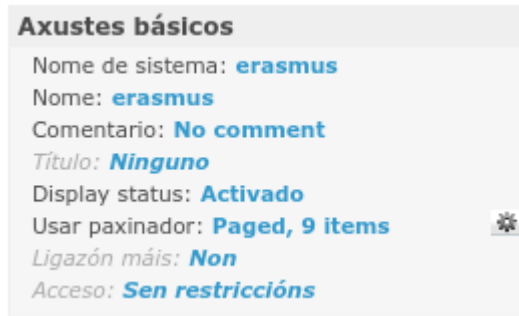 Axustes básicos
Nome de sistema: erasmus
Nome: erasmus
Comentario: No comment
Título: Ninguno
Display status: Activado
Usar paxinador: Paged, 9 items
Ligazón máis: Non
Acceso: Sen restriccións